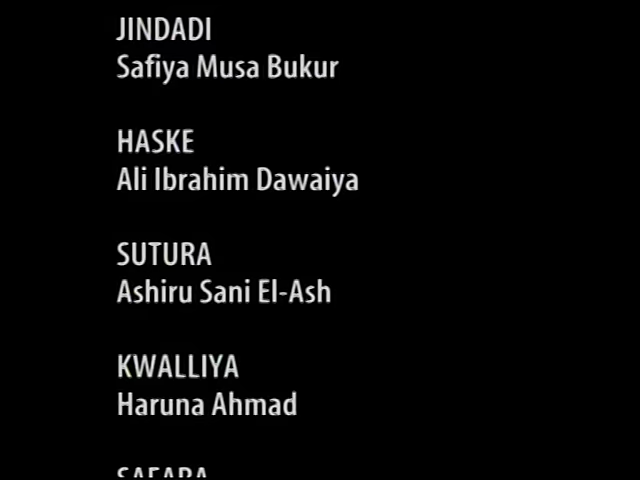 JINDADI
Safiya Musa Bukur
HASKE
Ali Ibrahim Dawaiya
SUTURA
Ashiru Sani El-Ash
KWALLIYA
Haruna Ahmad